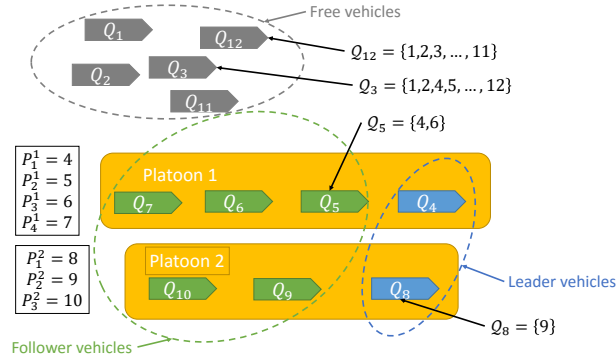 Free vehicles
Q₁
Q₁₂
Q₂
Q₃
Q₁₁
𝒬₁₂ = {1,2,3, … , 11}
𝒬₃ = {1,2,4,5, … , 12}
𝒬₅ = {4,6}
P₁¹ = 4
P₂¹ = 5
P₃¹ = 6
P₄¹ = 7
Platoon 1
Q₇
Q₆
Q₅
Q₄
P₁² = 8
P₂² = 9
P₃² = 10
Platoon 2
Q₁₀
Q₉
Q₈
Leader vehicles
𝒬₈ = {9}
Follower vehicles